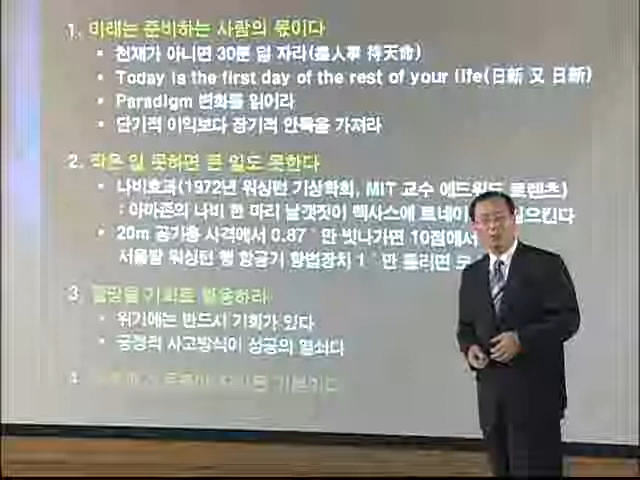 1. 미래는 준비하는 사람의 몫이다
• 천재가 아니면 30분 덜 자라(盡人事 待天命)
• Today is the first day of the rest of your life(日新 又 日新)
• Paradigm 변화를 읽어라
• 단기적 이익보다 장기적 안목을 가져라
2. 작은 일 못하면 큰 일도 못한다
• 나비효과(1972년 워싱턴 기상학회, MIT 교수 에드워드 로렌츠)
: 아마존의 나비 한 마리 날갯짓이 텍사스에 토네이 으킨다
• 20m 공기총 사격에서 0.87˚만 빗나가면 10점에서
서울발 워싱턴 행 항공기 항법장치 1˚만 틀리면
3. 기회로 활용하라
• 위기에는 반드시 기회가 있다
• 긍정적 사고방식이 성공의 열쇠다
4. 기본이다